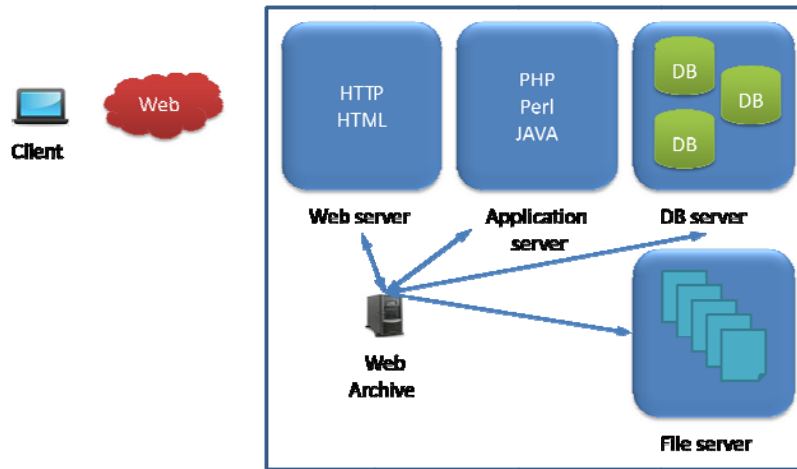 Client
Web
HTTP
HTML
Web server
PHP
Perl
JAVA
Application
server
DB
DB
DB
DB server
Web
Archive
File server